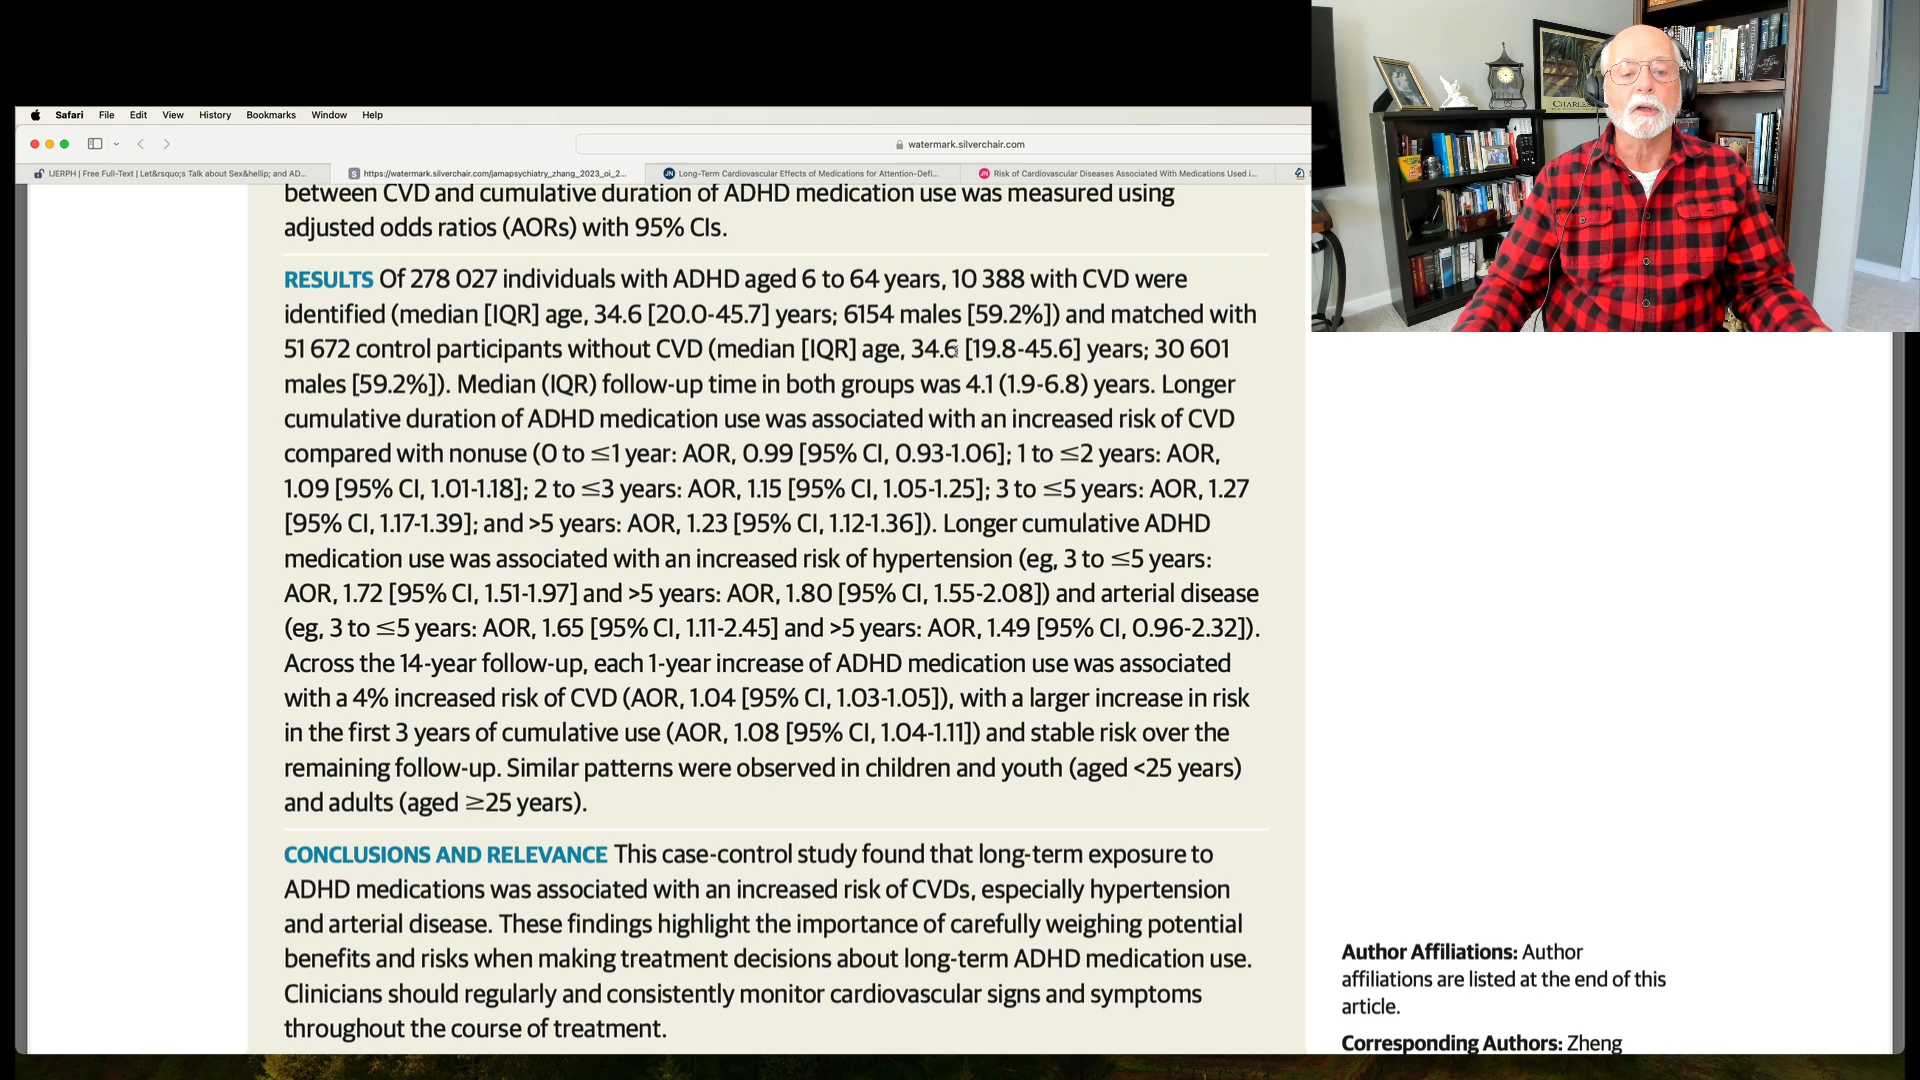 Safari File Edit View History Bookmarks Window Help
watermark.silverchair.com
IJERPH | Free Full-Text | Let&rsquo;s Talk about Sex&hellip; and AD...
https://watermark.silverchair.com/jamapsychiatry_zhang_2023_oi_2...
Long-Term Cardiovascular Effects of Medications for Attention-Defi...
Risk of Cardiovascular Diseases Associated With Medications Used i...
between CVD and cumulative duration of ADHD medication use was measured using
adjusted odds ratios (AORs) with 95% CIs.
RESULTS Of 278 027 individuals with ADHD aged 6 to 64 years, 10 388 with CVD were
identified (median [IQR] age, 34.6 [20.0-45.7] years; 6154 males [59.2%]) and matched with
51 672 control participants without CVD (median [IQR] age, 34.6 [19.8-45.6] years; 30 601
males [59.2%]). Median (IQR) follow-up time in both groups was 4.1 (1.9-6.8) years. Longer
cumulative duration of ADHD medication use was associated with an increased risk of CVD
compared with nonuse (0 to ≤1 year: AOR, 0.99 [95% CI, 0.93-1.06]; 1 to ≤2 years: AOR,
1.09 [95% CI, 1.01-1.18]; 2 to ≤3 years: AOR, 1.15 [95% CI, 1.05-1.25]; 3 to ≤5 years: AOR, 1.27
[95% CI, 1.17-1.39]; and >5 years: AOR, 1.23 [95% CI, 1.12-1.36]). Longer cumulative ADHD
medication use was associated with an increased risk of hypertension (eg, 3 to ≤5 years:
AOR, 1.72 [95% CI, 1.51-1.97] and >5 years: AOR, 1.80 [95% CI, 1.55-2.08]) and arterial disease
(eg, 3 to ≤5 years: AOR, 1.65 [95% CI, 1.11-2.45] and >5 years: AOR, 1.49 [95% CI, 0.96-2.32]).
Across the 14-year follow-up, each 1-year increase of ADHD medication use was associated
with a 4% increased risk of CVD (AOR, 1.04 [95% CI, 1.03-1.05]), with a larger increase in risk
in the first 3 years of cumulative use (AOR, 1.08 [95% CI, 1.04-1.11]) and stable risk over the
remaining follow-up. Similar patterns were observed in children and youth (aged <25 years)
and adults (aged ≥25 years).
CONCLUSIONS AND RELEVANCE This case-control study found that long-term exposure to
ADHD medications was associated with an increased risk of CVDs, especially hypertension
and arterial disease. These findings highlight the importance of carefully weighing potential
benefits and risks when making treatment decisions about long-term ADHD medication use.
Clinicians should regularly and consistently monitor cardiovascular signs and symptoms
throughout the course of treatment.
Author Affiliations: Author
affiliations are listed at the end of this
article.
Corresponding Authors: Zheng